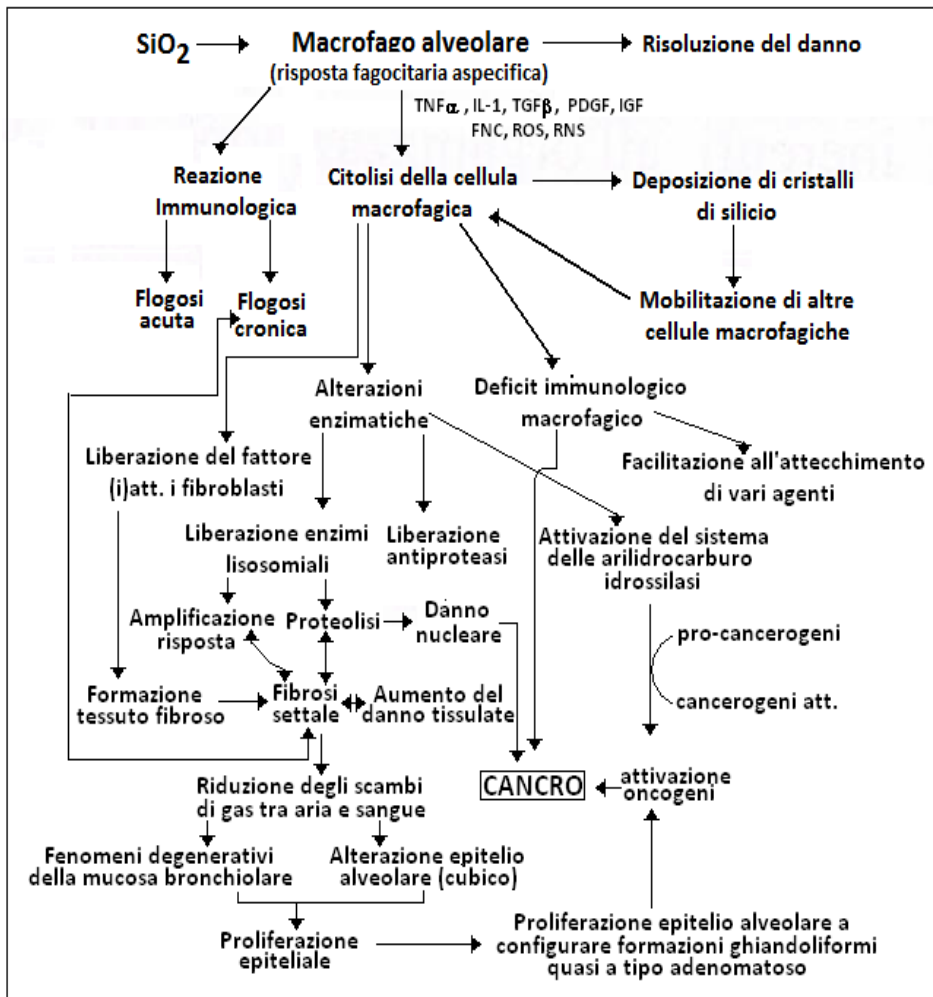 SiO2
Macrofago alveolare
(risposta fagocitaria aspecifica)
Risoluzione del danno
TNFα , IL-1, TGFβ, PDGF, IGF
FNC, ROS, RNS
Reazione
Immunologica
Citolisi della cellula
macrofagica
Deposizione di cristalli
di silicio
Flogosi
acuta
Flogosi
cronica
Mobilitazione di altre
cellule macrofagiche
Alterazioni
enzimatiche
Deficit immunologico
macrofagico
Liberazione del fattore
(i)att. i fibroblasti
Facilitazione all'attecchimento
di vari agenti
Liberazione enzimi
lisosomiali
Liberazione
antiproteasi
Attivazione del sistema
delle arilidrocarburo
idrossilasi
Amplificazione
risposta
Proteolisi
Danno
nucleare
pro-cancerogeni
Formazione
tessuto fibroso
Fibrosi
settale
Aumento del
danno tissulate
cancerogeni att.
Riduzione degli scambi
di gas tra aria e sangue
CANCRO
attivazione
oncogeni
Fenomeni degenerativi
della mucosa bronchiolare
Alterazione epitelio
alveolare (cubico)
Proliferazione
epiteliale
Proliferazione epitelio alveolare a
configurare formazioni ghiandoliformi
quasi a tipo adenomatoso